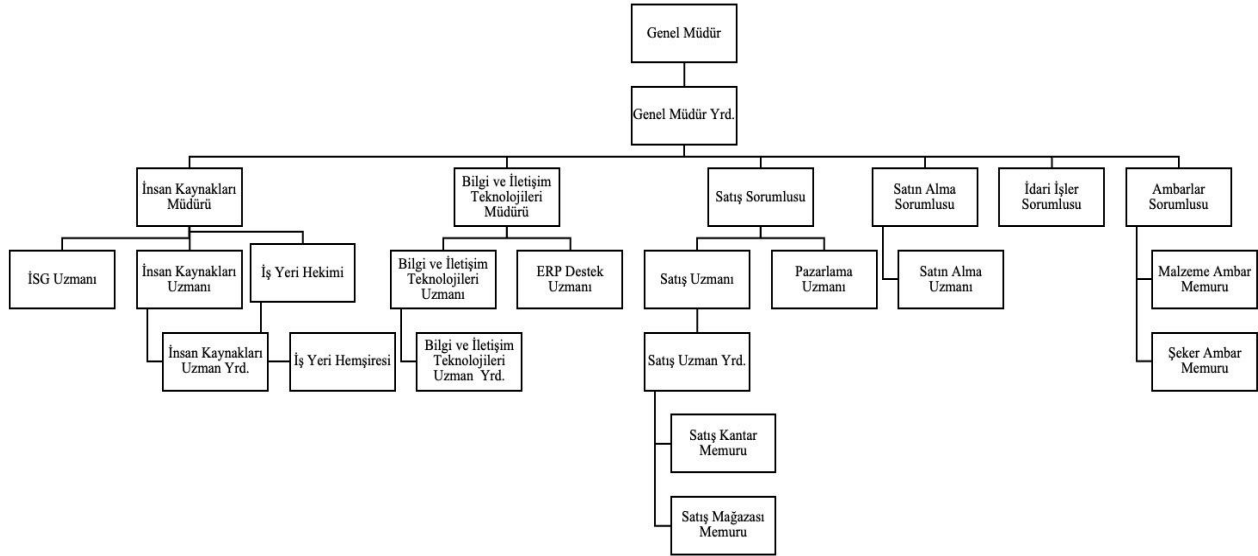 Genel Müdür
Genel Müdür Yrd.
İnsan Kaynakları
Müdürü
Bilgi ve İletişim
Teknolojileri
Müdürü
Satış Sorumlusu
Satın Alma
Sorumlusu
İdari İşler
Sorumlusu
Ambarlar
Sorumlusu
İSG Uzmanı
İnsan Kaynakları
Uzmanı
İş Yeri Hekimi
Bilgi ve İletişim
Teknolojileri
Uzmanı
ERP Destek
Uzmanı
Satış Uzmanı
Pazarlama
Uzmanı
Satın Alma
Uzmanı
Malzeme Ambar
Memuru
İnsan Kaynakları
Uzman Yrd.
İş Yeri Hemşiresi
Bilgi ve İletişim
Teknolojileri
Uzman Yrd.
Satış Uzman Yrd.
Şeker Ambar
Memuru
Satış Kantar
Memuru
Satış Mağazası
Memuru